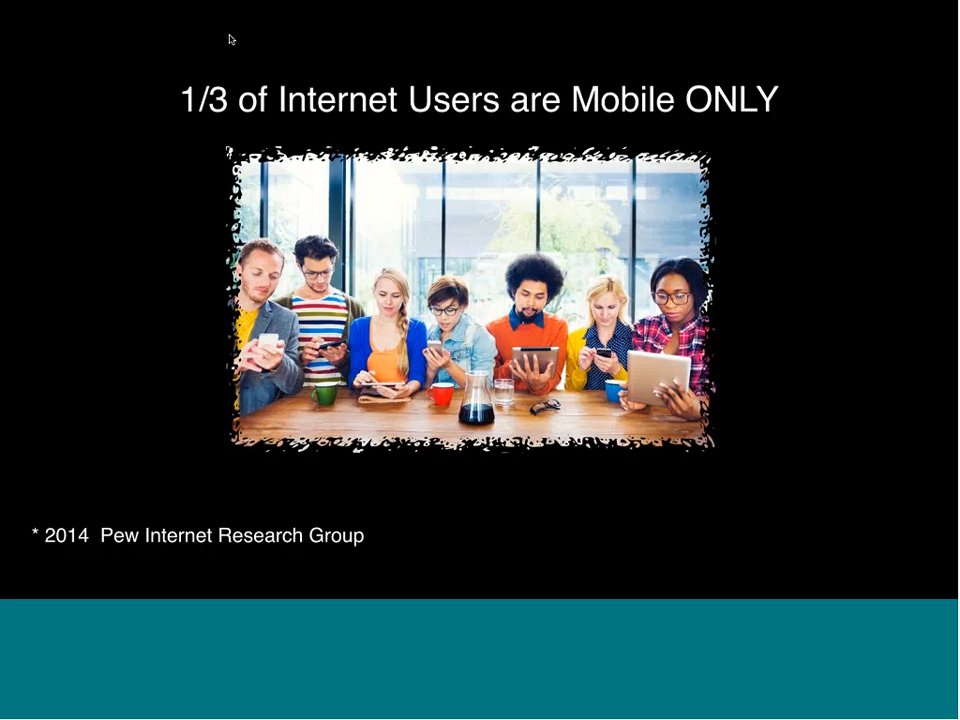 1/3 of Internet Users are Mobile ONLY
* 2014  Pew Internet Research Group